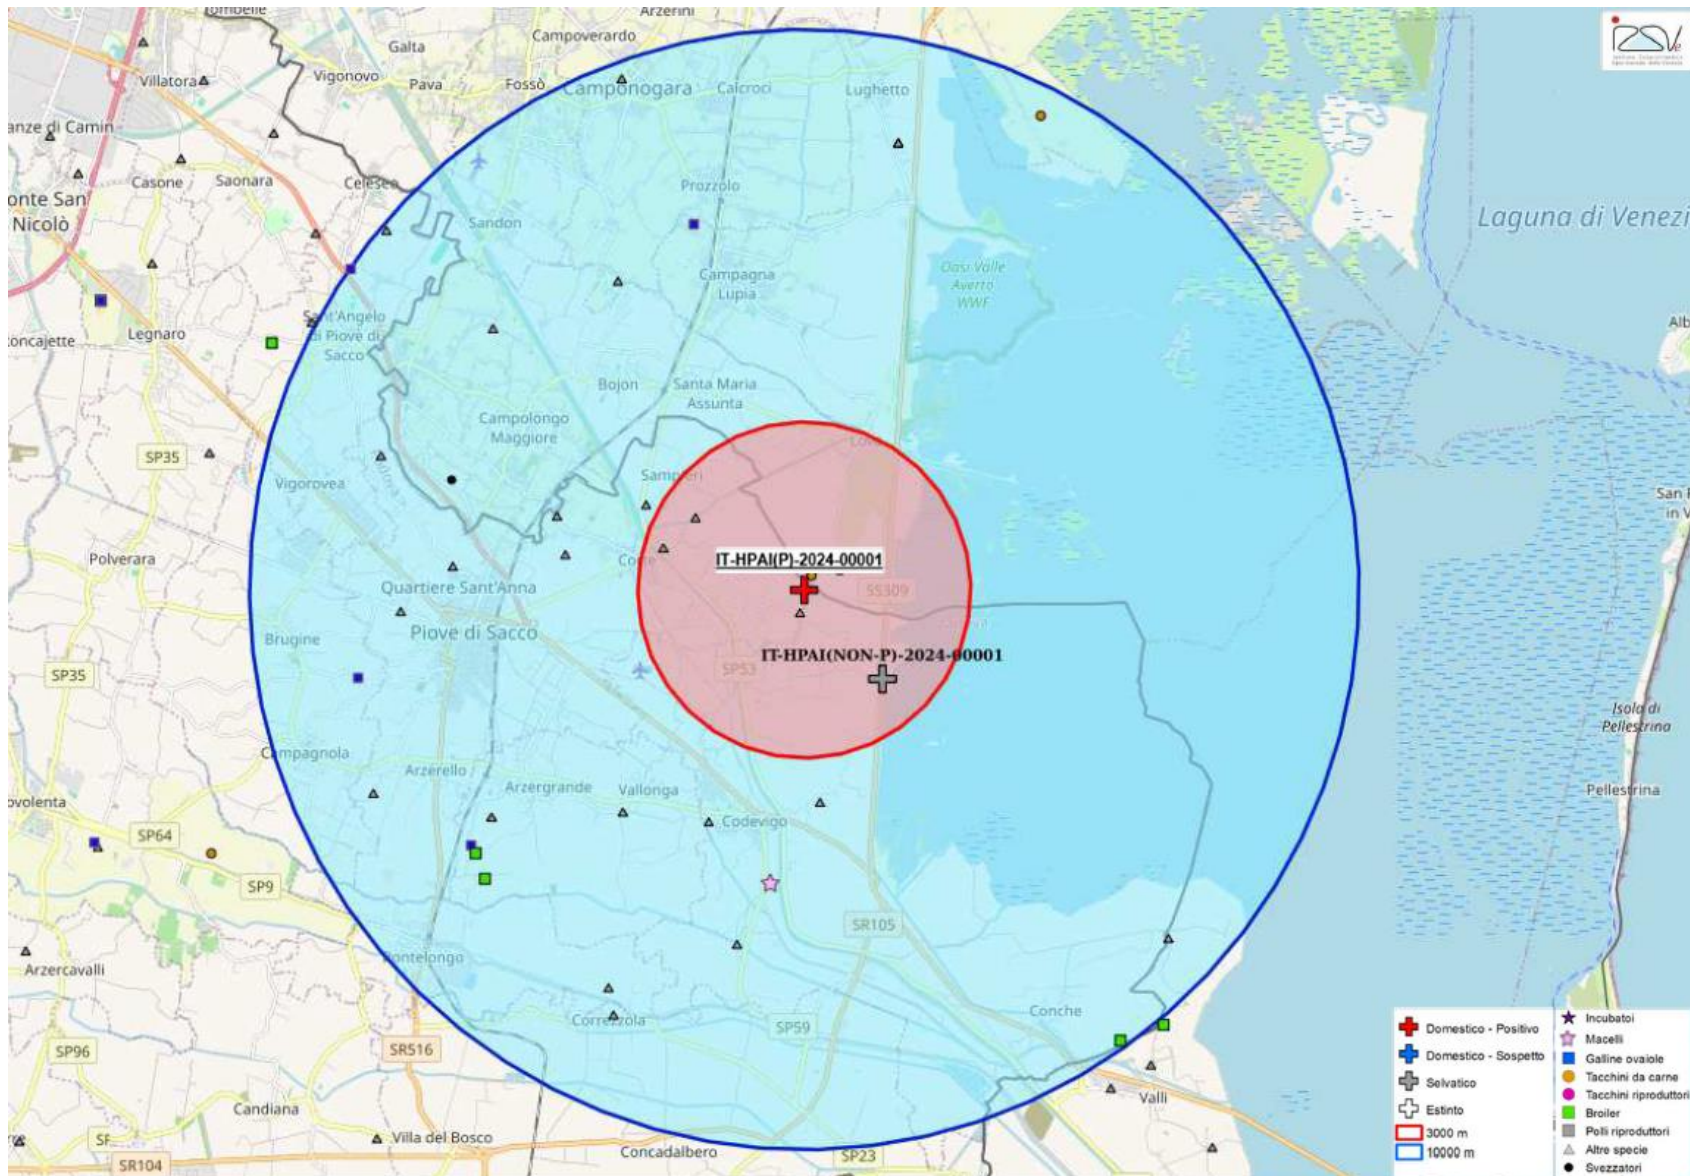 Arzerini
Galta
Campoverardo
Vigonovo
Villatora
Pava
Fossò
Camponogara
Calcroci
Lughetto
anze di Camin
Casone
Saonara
Celeseo
Prozzolo
onte San
Nicolò
Sandon
Laguna di Venezi
Campagna
Lupia
Oasi Valle
Averto
WWF
Sant'Angelo
di Piove di
Sacco
Legnaro
oncajette
Alb
Bojon
Santa Maria
Assunta
Campolongo
Maggiore
SP35
Vigorovea
Sampieri
San P
in V
Polverara
Corte
IT-HPAI(P)-2024-00001
Quartiere Sant'Anna
SS309
Piove di Sacco
Brugine
IT-HPAI(NON-P)-2024-00001
SP35
SP53
Isola di
Pellestrina
Campagnola
Arzerello
Arzergrande
Vallonga
Pellestrina
ovolenta
SP64
Codevigo
SP9
SR105
Pontelongo
Arzercavalli
Correzzola
Conche
SP59
SP96
SR516
Candiana
Valli
Villa del Bosco
Concadalbero
SP23
SR104
Domestico - Positivo
Domestico - Sospetto
Selvatico
Estinto
3000 m
10000 m
Incubatoi
Macelli
Galline ovaiole
Tacchini da carne
Tacchini riproduttori
Broiler
Polli riproduttori
Altre specie
Svezzatori